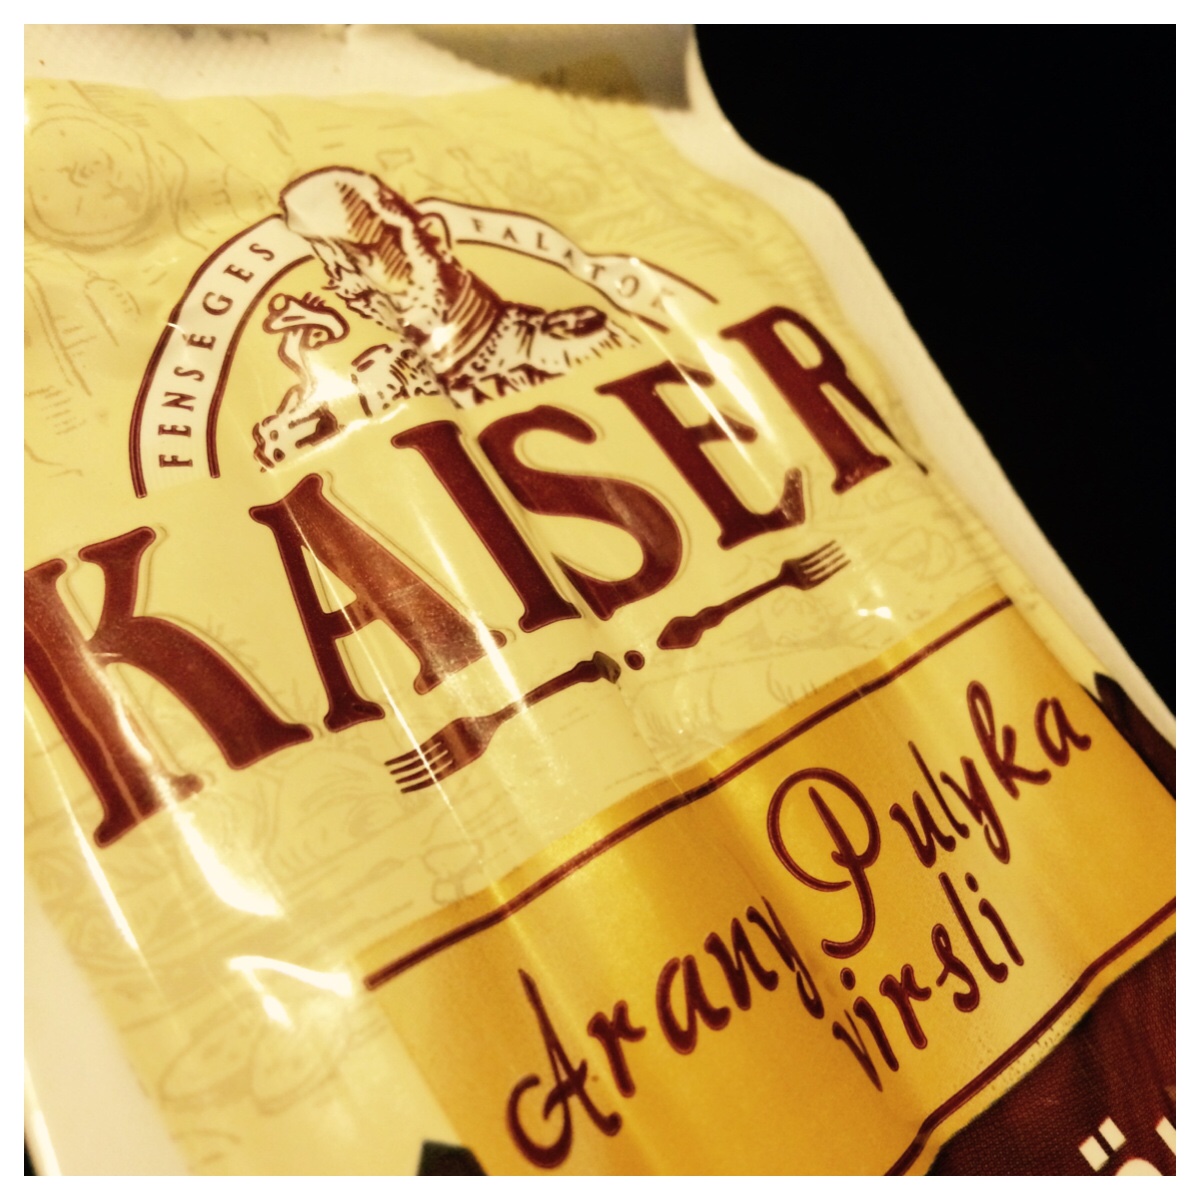 FENSÉGES FALATOK
KAISER
Arany Pulyka
virsli